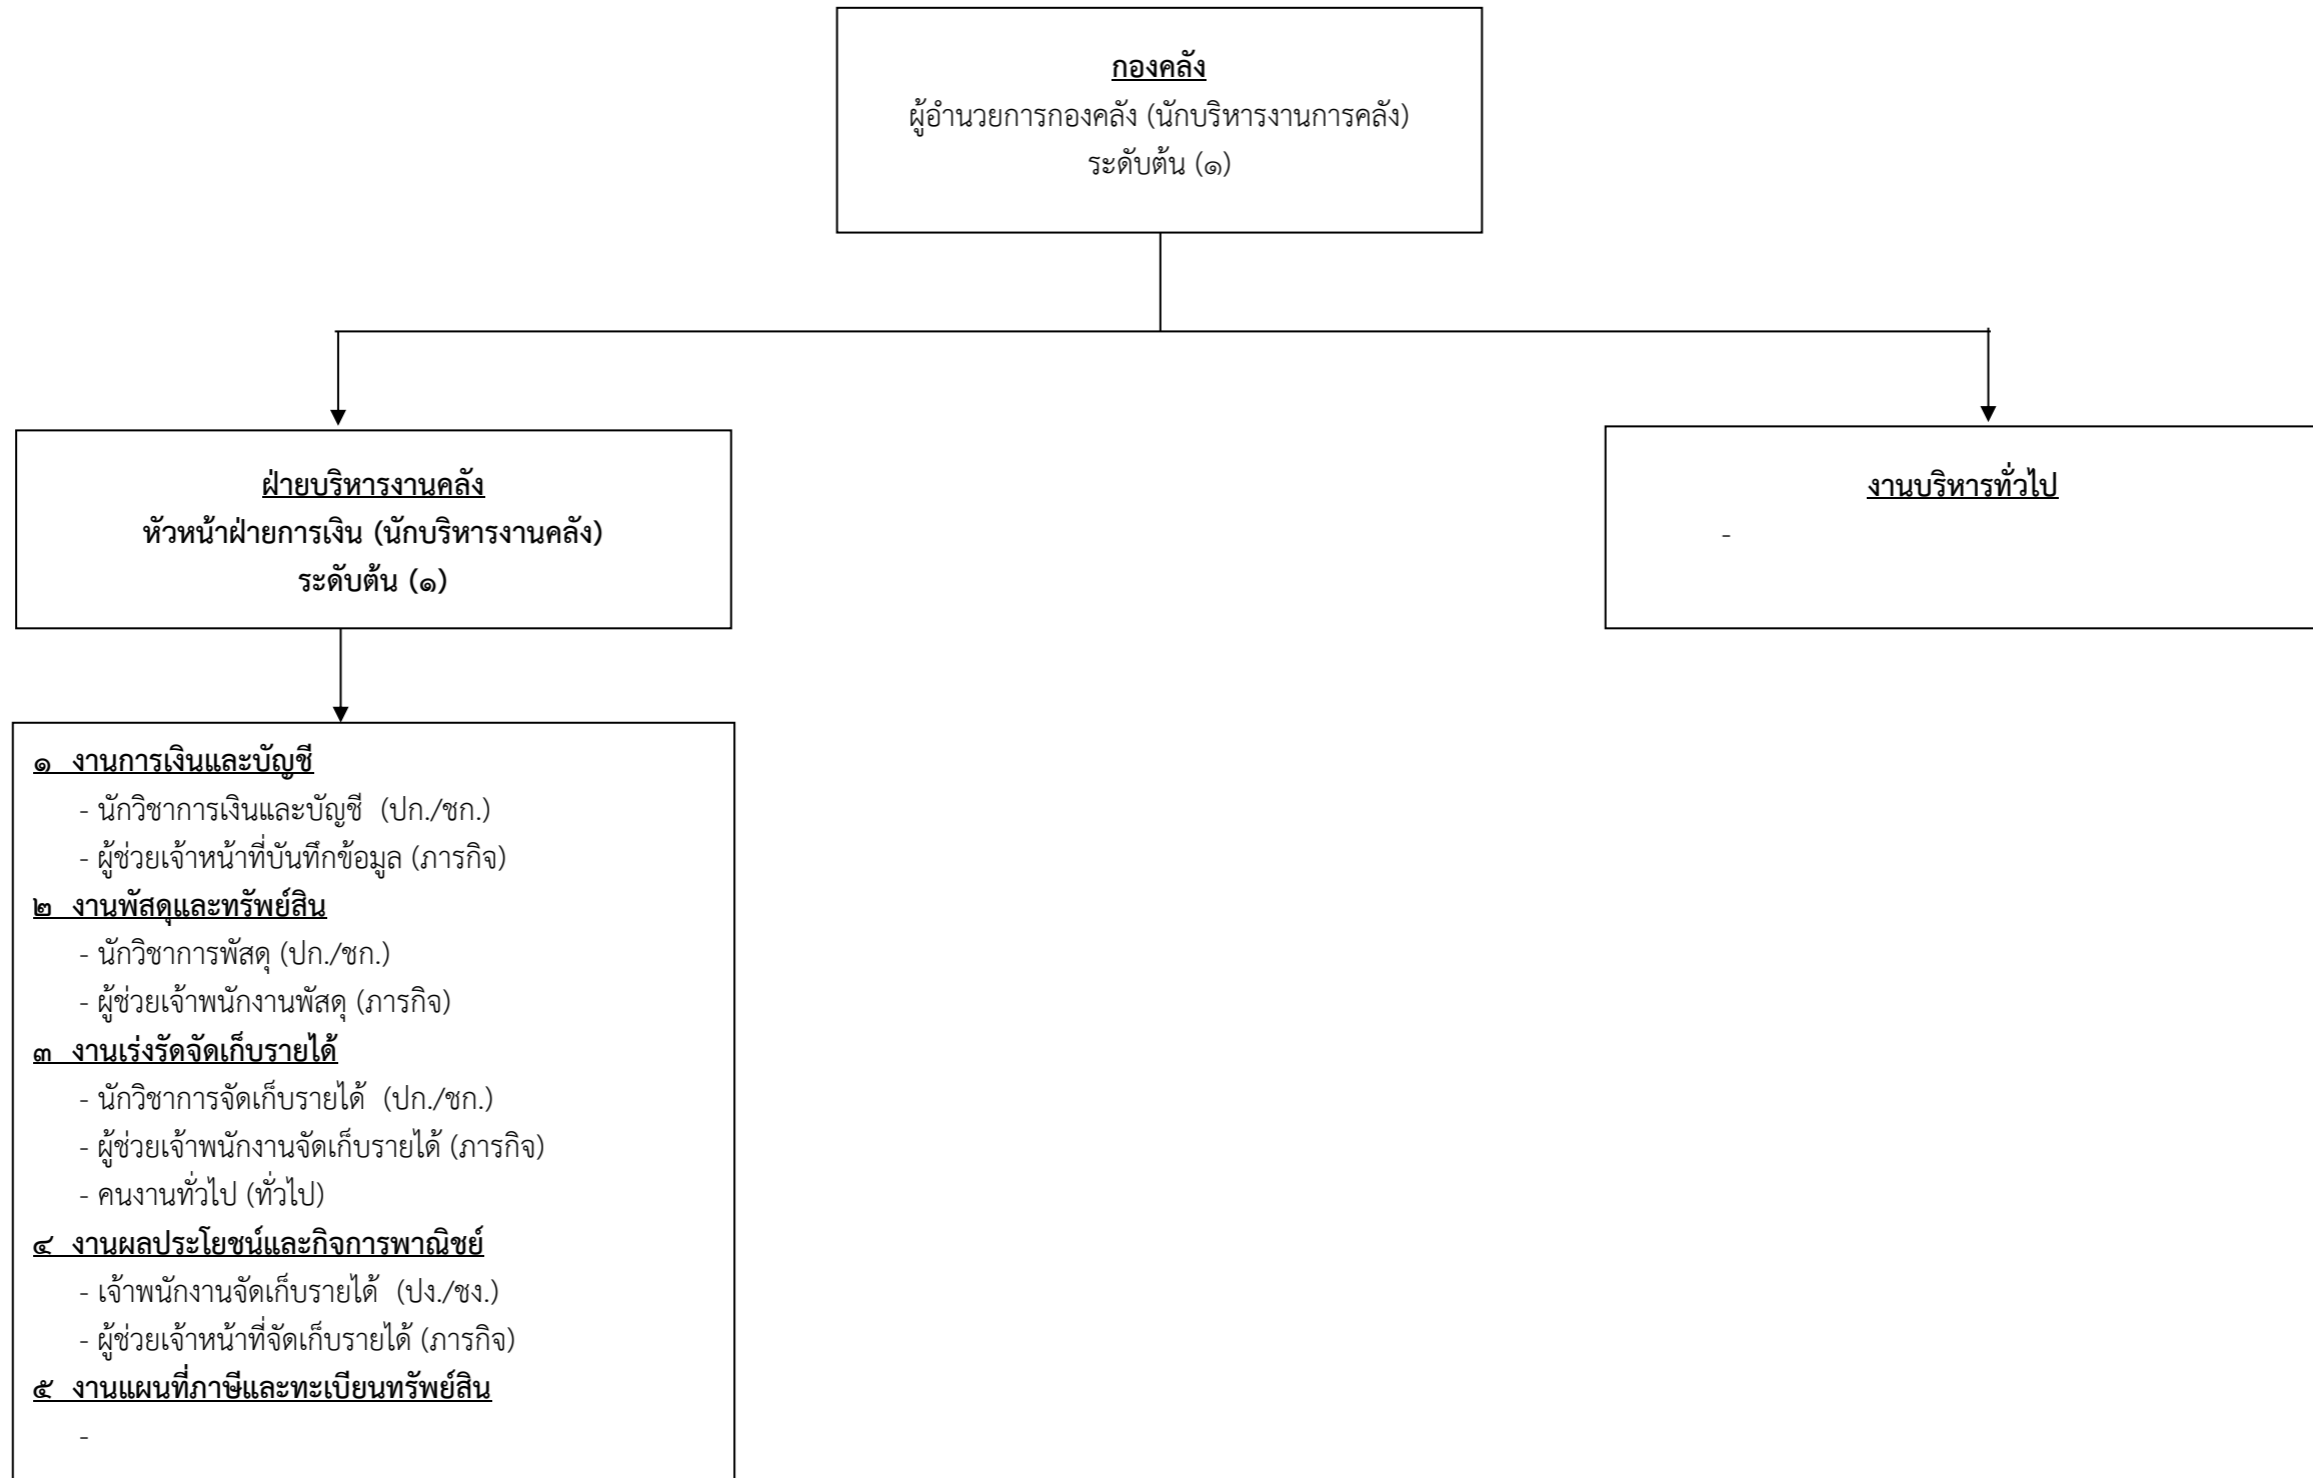 กองคลัง
ผู้อำนวยการกองคลัง (นักบริหารงานการคลัง)
ระดับต้น (๑)
ฝ่ายบริหารงานคลัง
หัวหน้าฝ่ายการเงิน (นักบริหารงานคลัง)
ระดับต้น (๑)
งานบริหารทั่วไป
-
๑ งานการเงินและบัญชี
- นักวิชาการเงินและบัญชี (ปก./ชก.)
- ผู้ช่วยเจ้าหน้าที่บันทึกข้อมูล (ภารกิจ)
๒ งานพัสดุและทรัพย์สิน
- นักวิชาการพัสดุ (ปก./ชก.)
- ผู้ช่วยเจ้าพนักงานพัสดุ (ภารกิจ)
๓ งานเร่งรัดจัดเก็บรายได้
- นักวิชาการจัดเก็บรายได้ (ปก./ชก.)
- ผู้ช่วยเจ้าพนักงานจัดเก็บรายได้ (ภารกิจ)
- คนงานทั่วไป (ทั่วไป)
๔ งานผลประโยชน์และกิจการพาณิชย์
- เจ้าพนักงานจัดเก็บรายได้ (ปง./ชง.)
- ผู้ช่วยเจ้าหน้าที่จัดเก็บรายได้ (ภารกิจ)
๕ งานแผนที่ภาษีและทะเบียนทรัพย์สิน
-